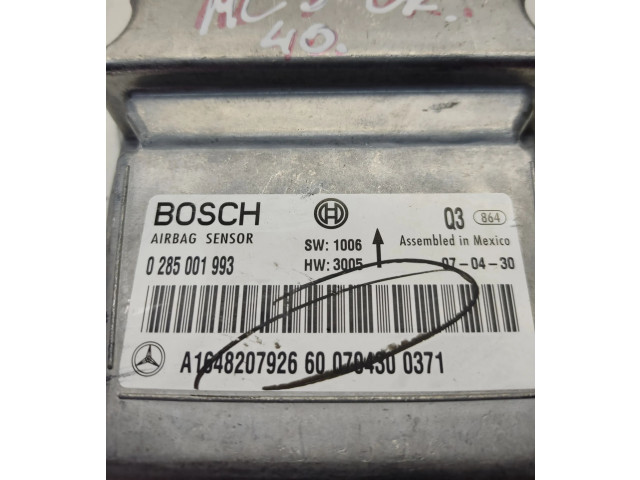 40.
BOSCH
Q3 864
AIRBAG SENSOR
SW: 1006
Assembled in Mexico
0 285 001 993
HW: 3005
07-04-30
A1648207926 60 070430 0371